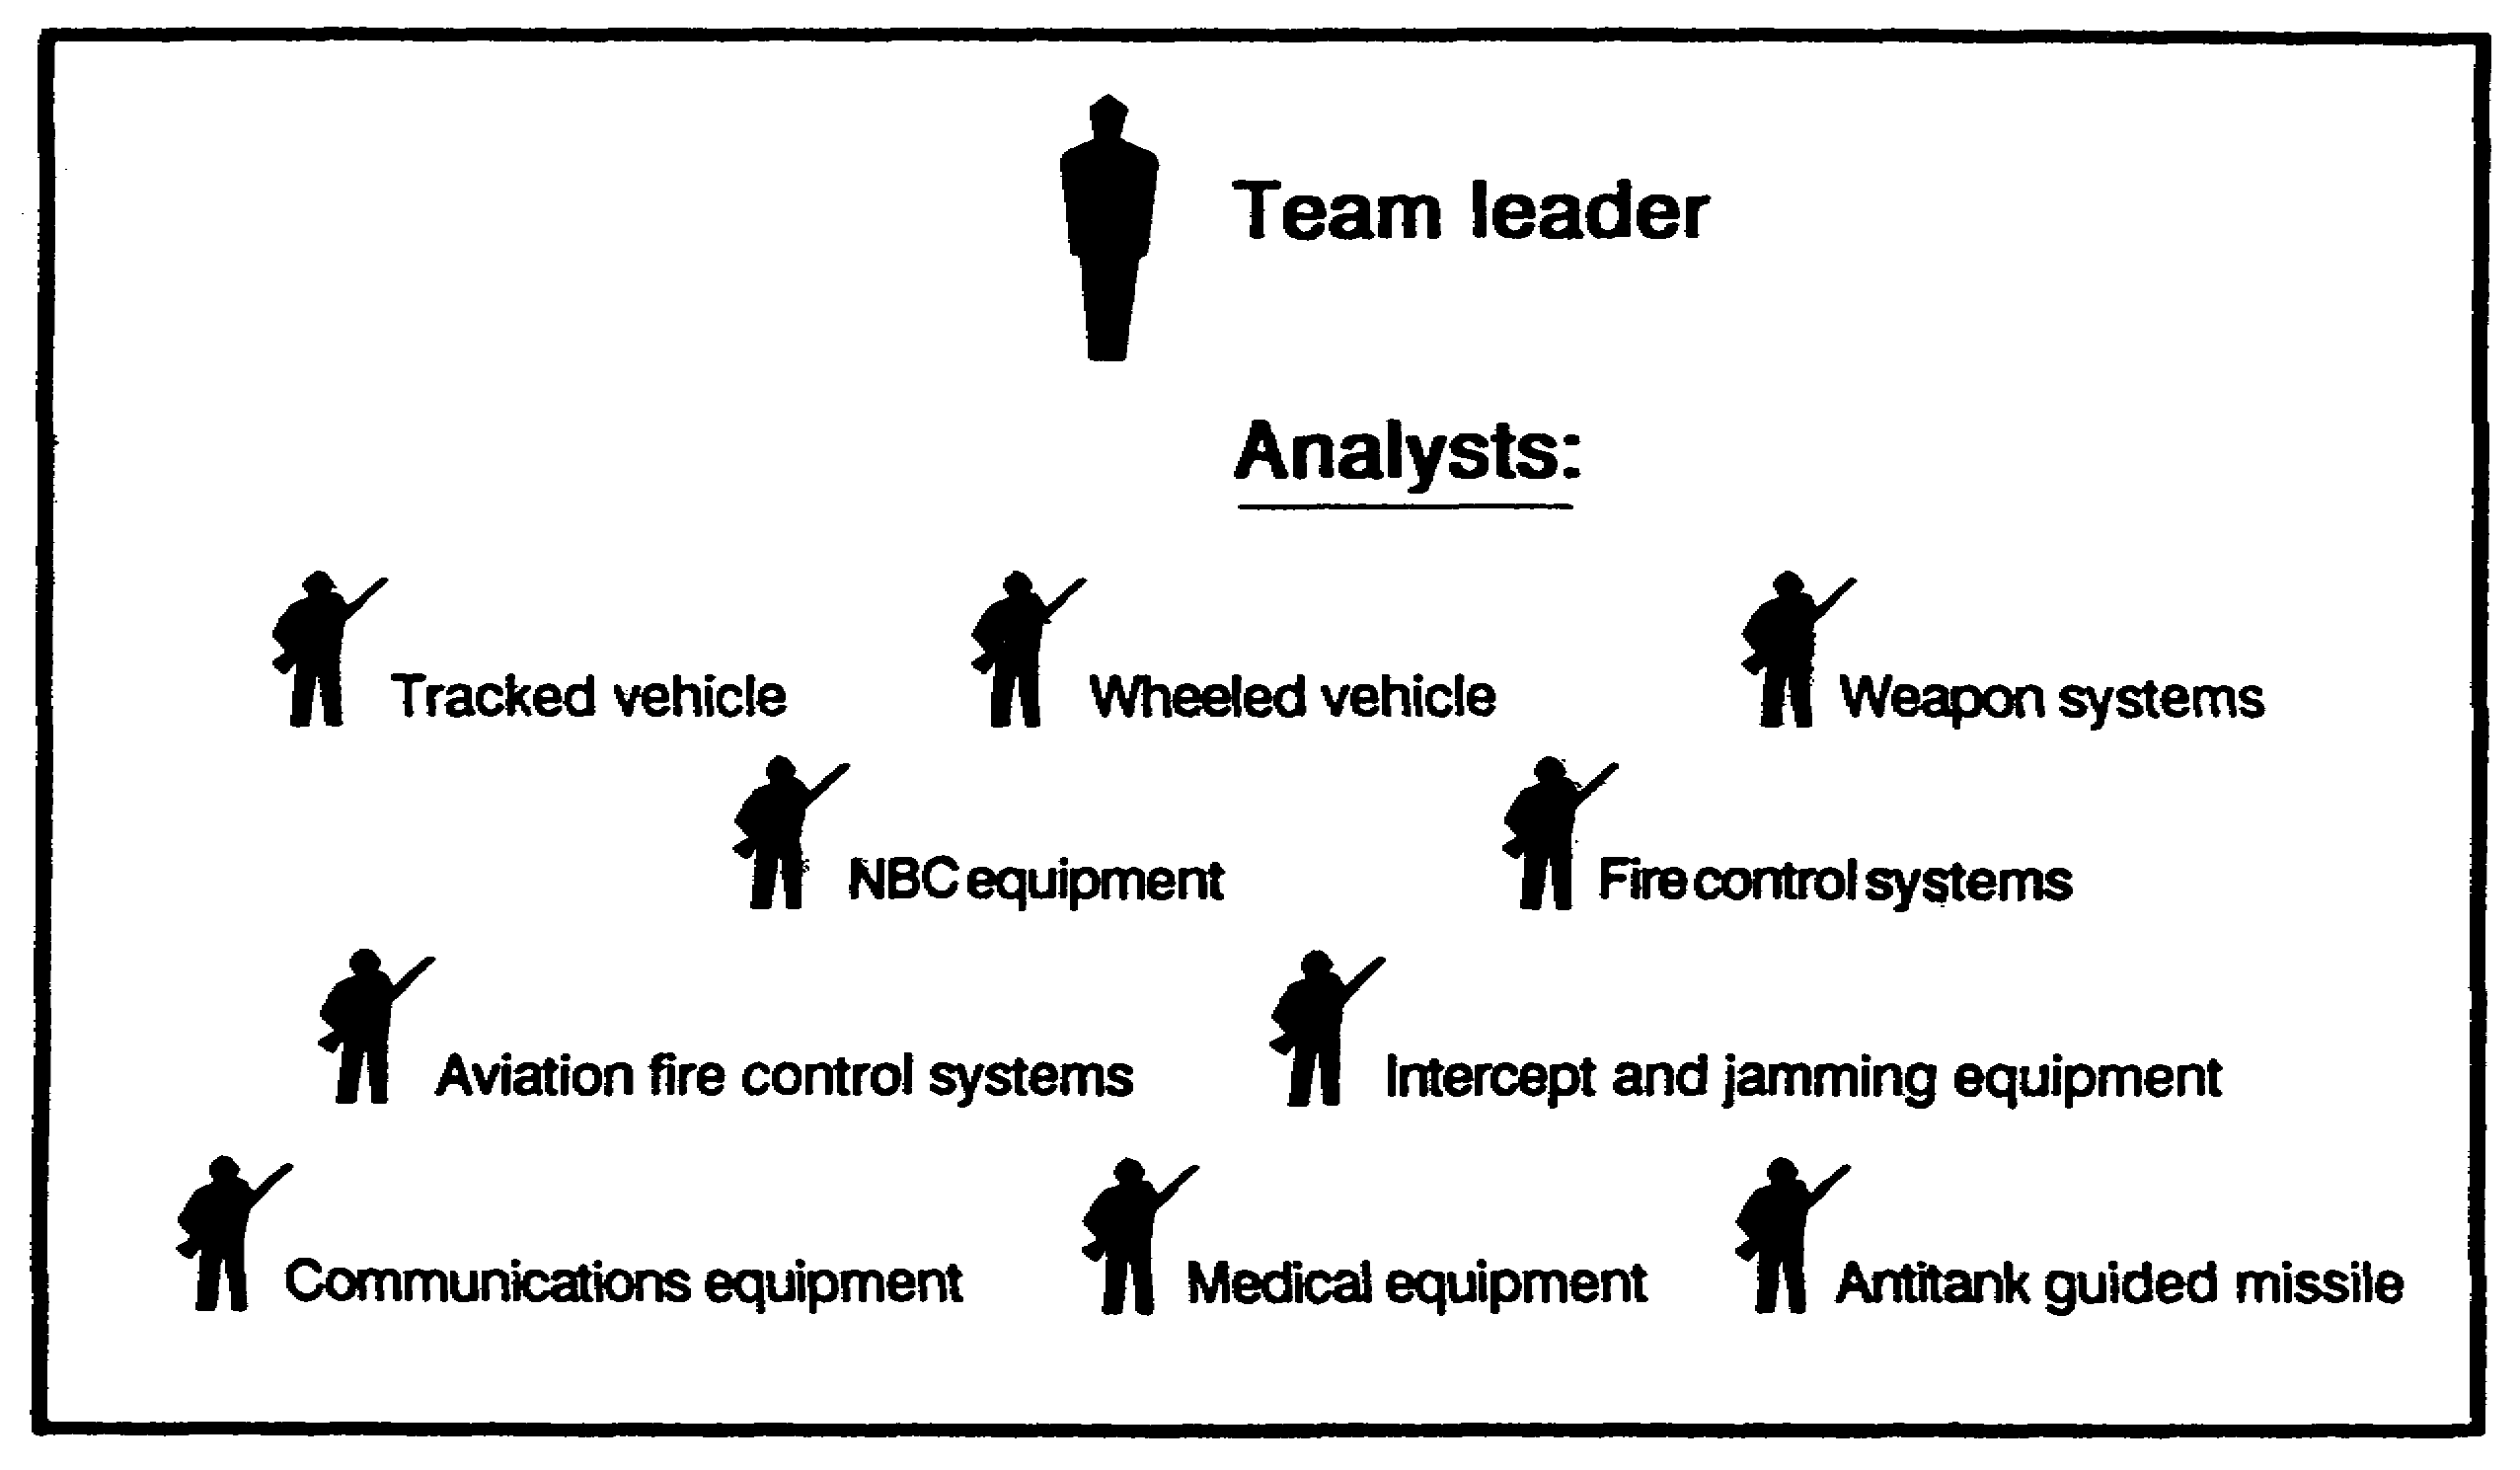 Team leader
Analysts:
Tracked vehicle
Wheeled vehicle
Weapon systems
NBC equipment
Fire control systems
Aviation fire control systems
Intercept and jamming equipment
Communications equipment
Medical equipment
Antitank guided missile